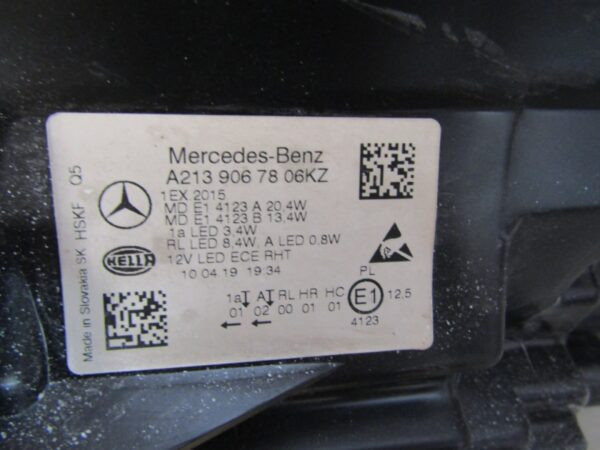 Mercedes-Benz
A213 906 78 06KZ
1EX 2015
MD E1 4123 A 20,4W
MD E1 4123 B 13,4W
1a LED 3,4W
RL LED 8,4W, A LED 0.8W
12V LED ECE RHT
10 04 19 19:34
HELLA
Made in Slovakia SK HSKF Q5
PL
1a A RL HR HC
01 02 00 01 01
E1
12.5
4123